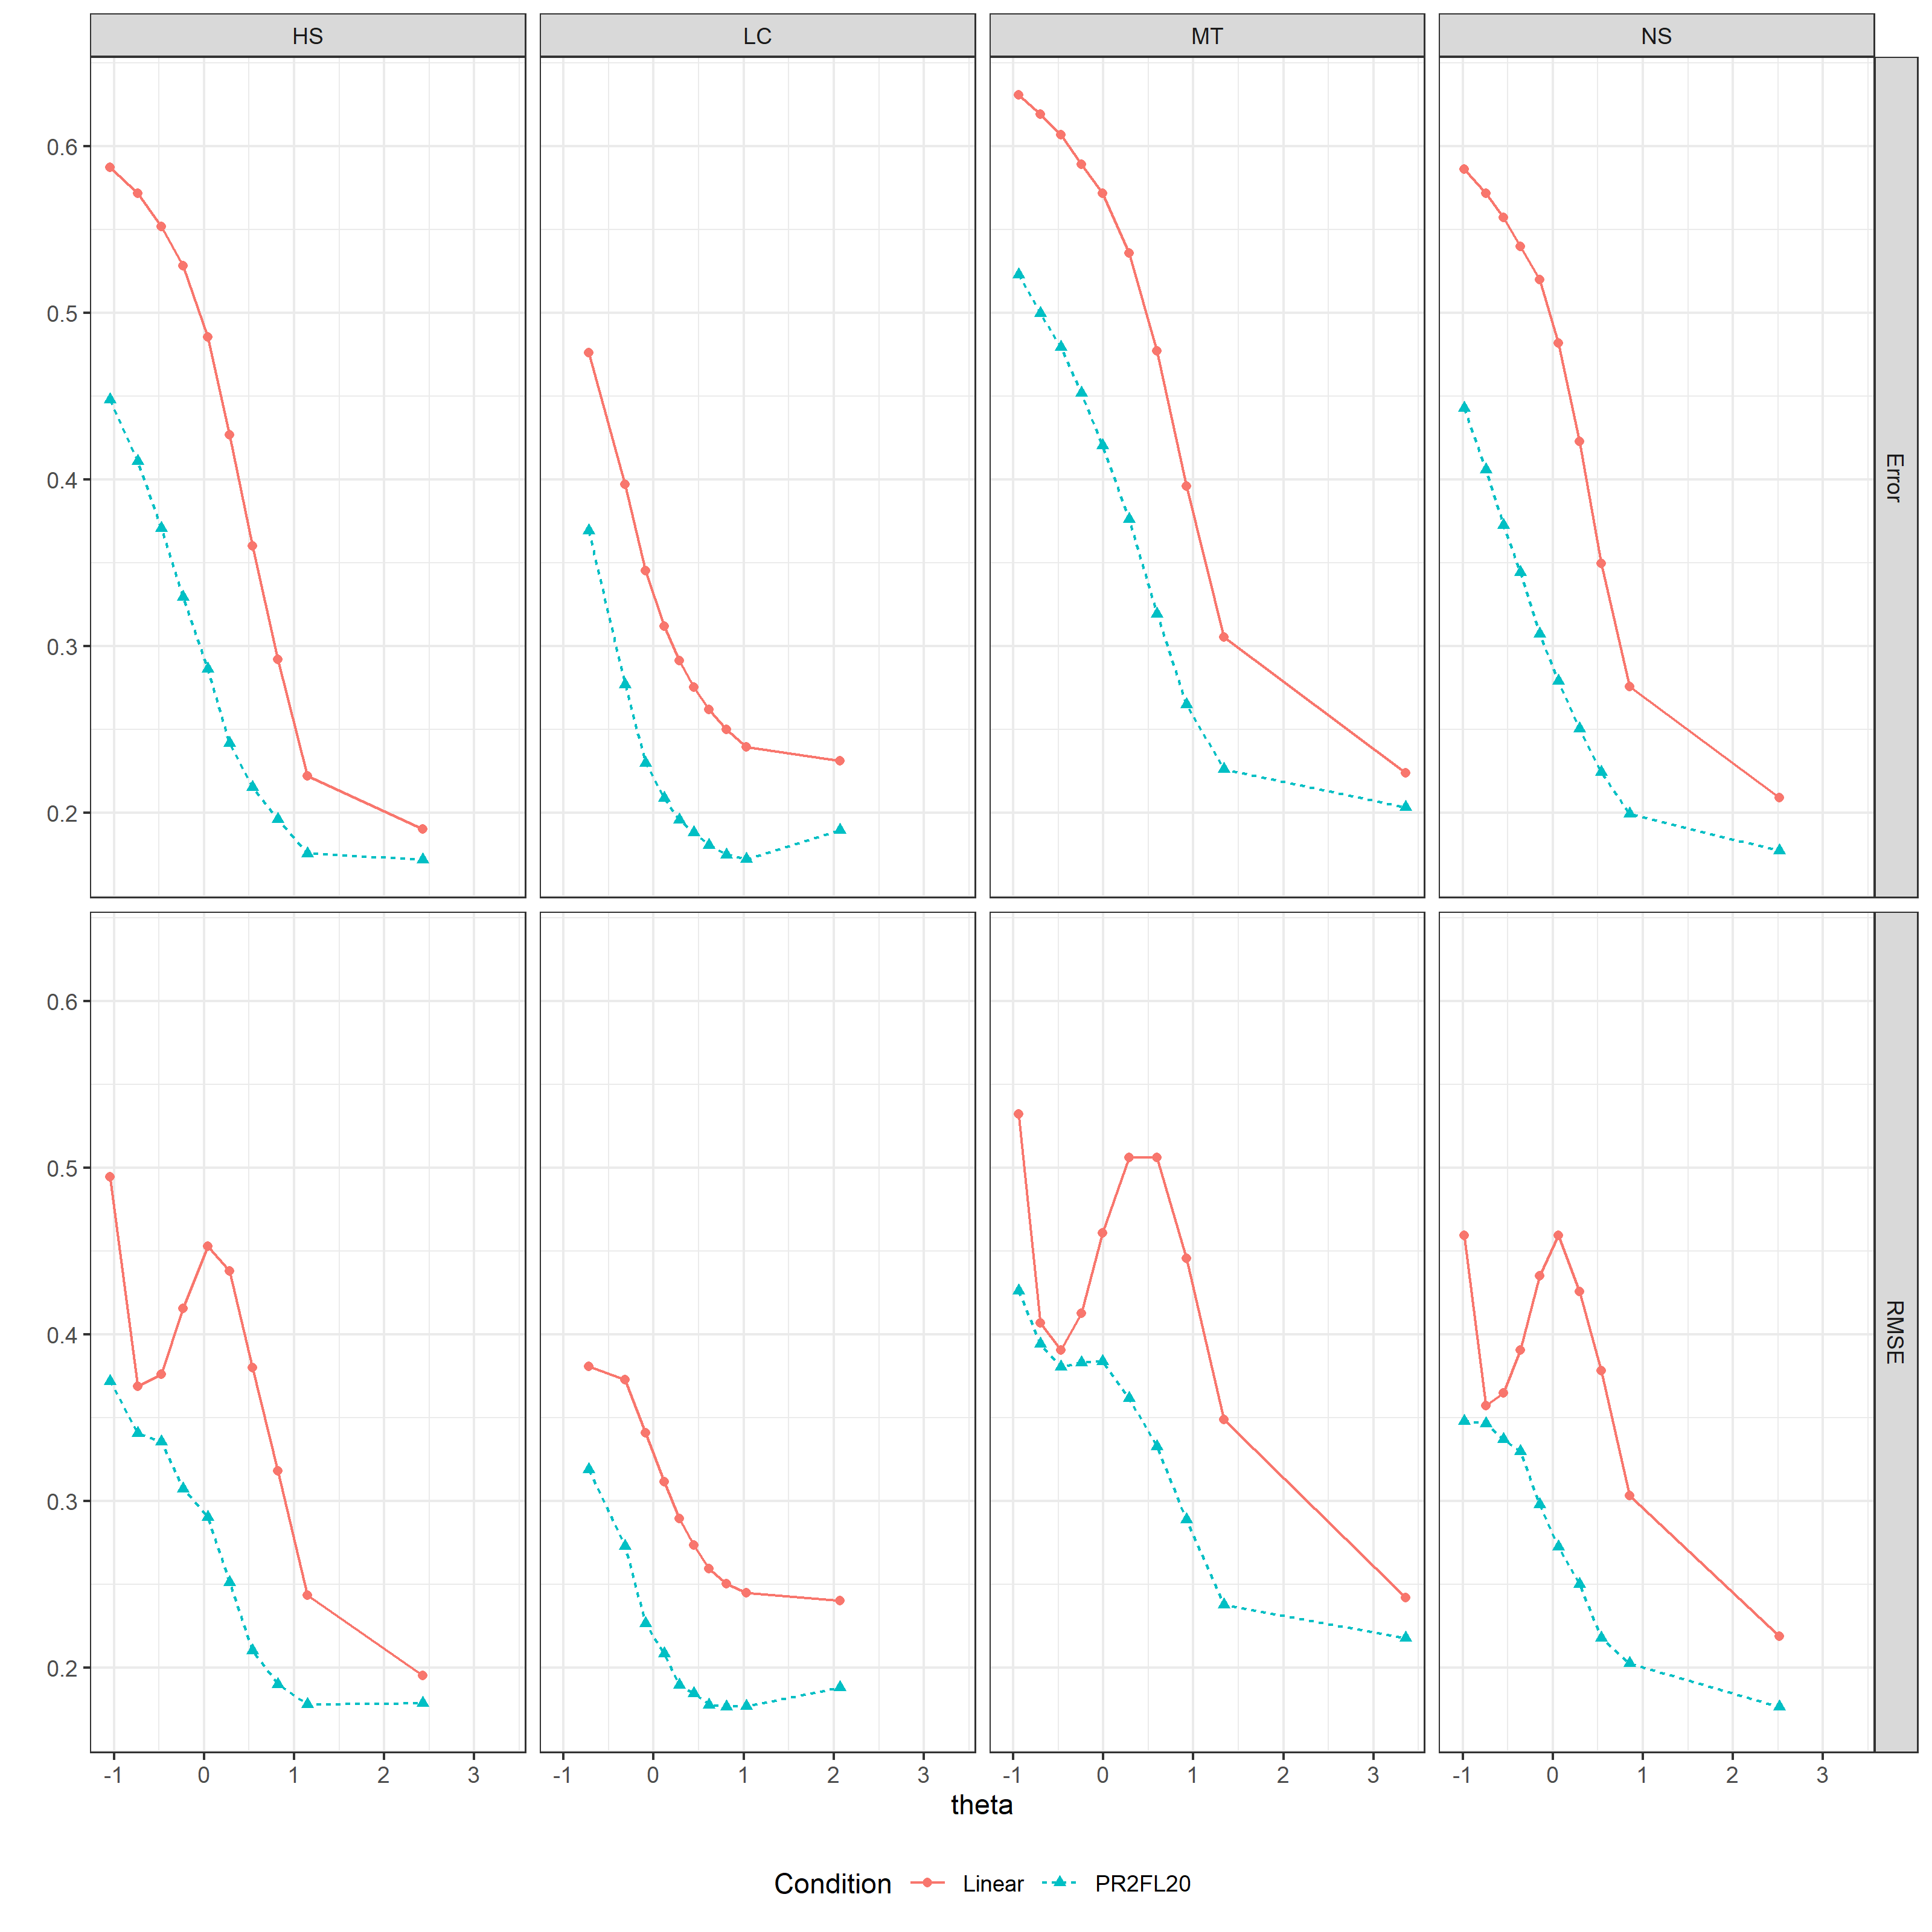 HS LC MT NS
0.6
0.5
0.4
0.3
0.2
Error
0.6
0.5
0.4
0.3
0.2
RMSE
-1 0 1 2 3 -1 0 1 2 3 -1 0 1 2 3 -1 0 1 2 3
theta
Condition Linear PR2FL20